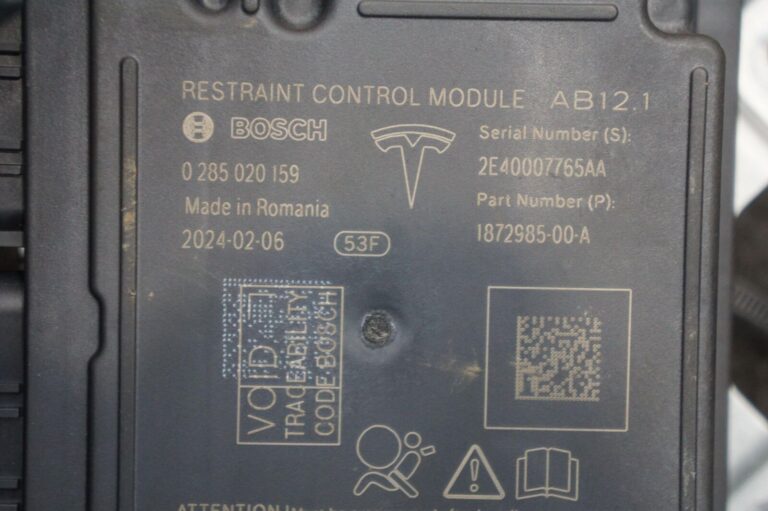 RESTRAINT CONTROL MODULE AB12.1
BOSCH
0 285 020 159
Made in Romania
2024-02-06
53F
Serial Number (S):
2E40007765AA
Part Number (P):
1872985-00-A
VOID
TRACEABILITY
CODE BOSCH
ATTENTION